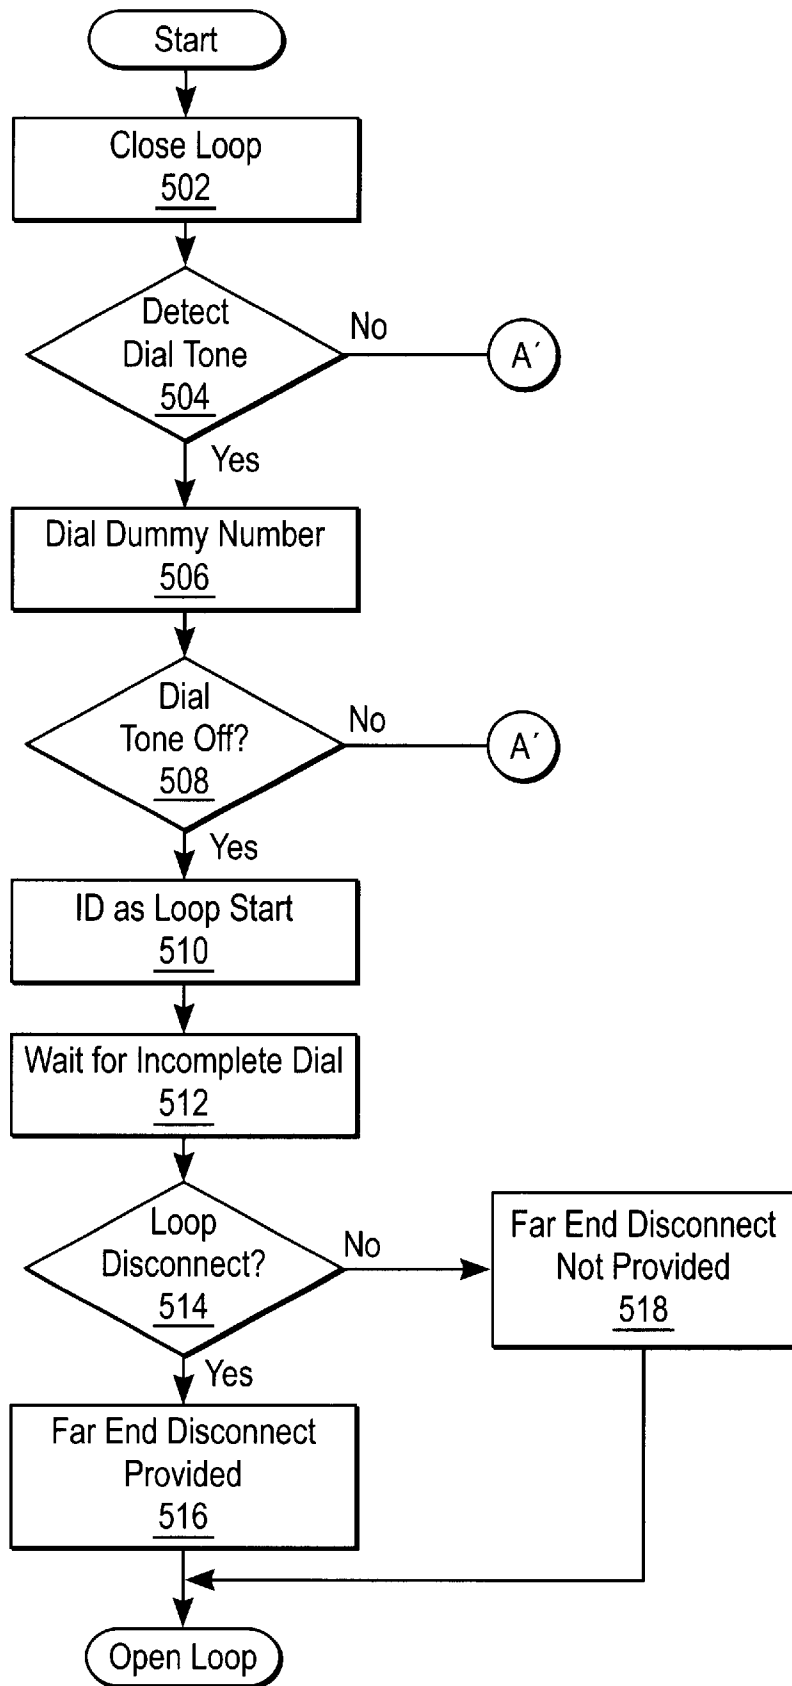 Start
Close Loop
502
Detect
Dial Tone
504
No
A´
Yes
Dial Dummy Number
506
Dial
Tone Off?
508
No
A´
Yes
ID as Loop Start
510
Wait for Incomplete Dial
512
Loop
Disconnect?
514
No
Far End Disconnect
Not Provided
518
Yes
Far End Disconnect
Provided
516
Open Loop